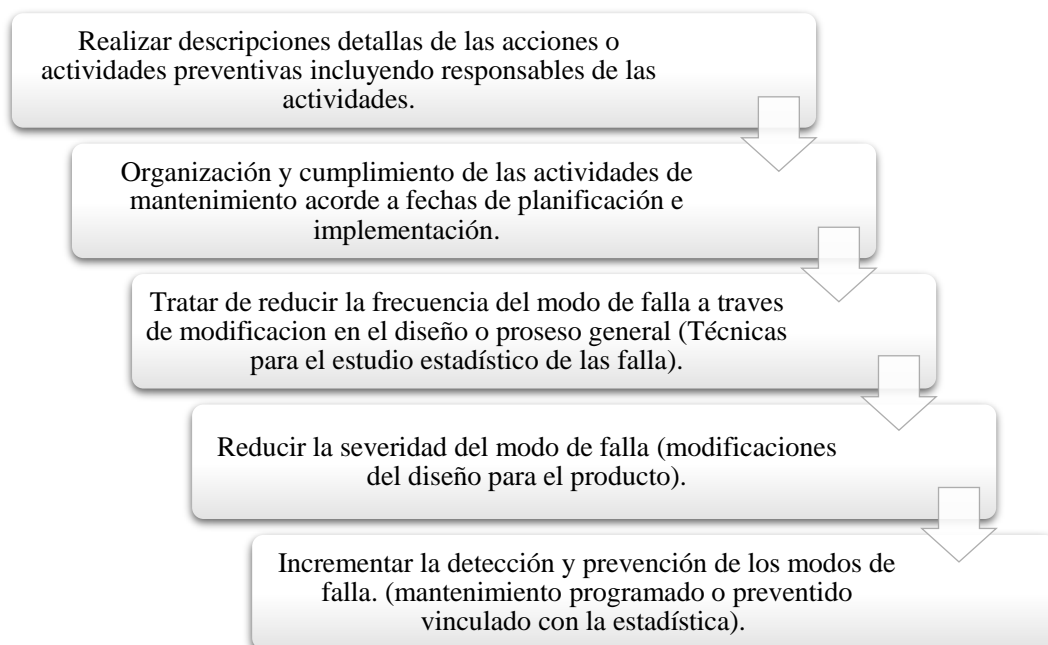 Realizar descripciones detallas de las acciones o
actividades preventivas incluyendo responsables de las
actividades.
Organización y cumplimiento de las actividades de
mantenimiento acorde a fechas de planificación e
implementación.
Tratar de reducir la frecuencia del modo de falla a traves
de modificacion en el diseño o proseso general (Técnicas
para el estudio estadístico de las falla).
Reducir la severidad del modo de falla (modificaciones
del diseño para el producto).
Incrementar la detección y prevención de los modos de
falla. (mantenimiento programado o preventido
vinculado con la estadística).